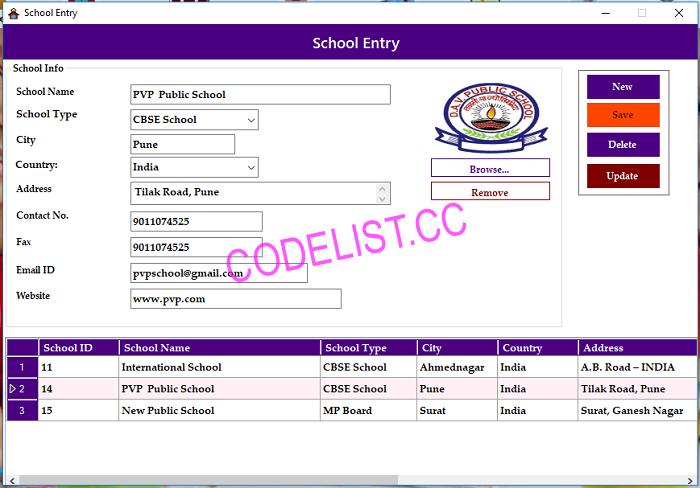 School Entry
School Entry
School Info
School Name PVP Public School
School Type CBSE School
City Pune
Country: India
Address Tilak Road, Pune
Contact No. 9011074525
Fax 9011074525
Email ID pvpschool@gmail.com
Website www.pvp.com
D.A.V. PUBLIC SCHOOL
Browse...
Remove
New
Save
Delete
Update
CODELIST.CC
School ID School Name School Type City Country Address
1 11 International School CBSE School Ahmednagar India A.B. Road – INDIA
2 14 PVP Public School CBSE School Pune India Tilak Road, Pune
3 15 New Public School MP Board Surat India Surat, Ganesh Nagar